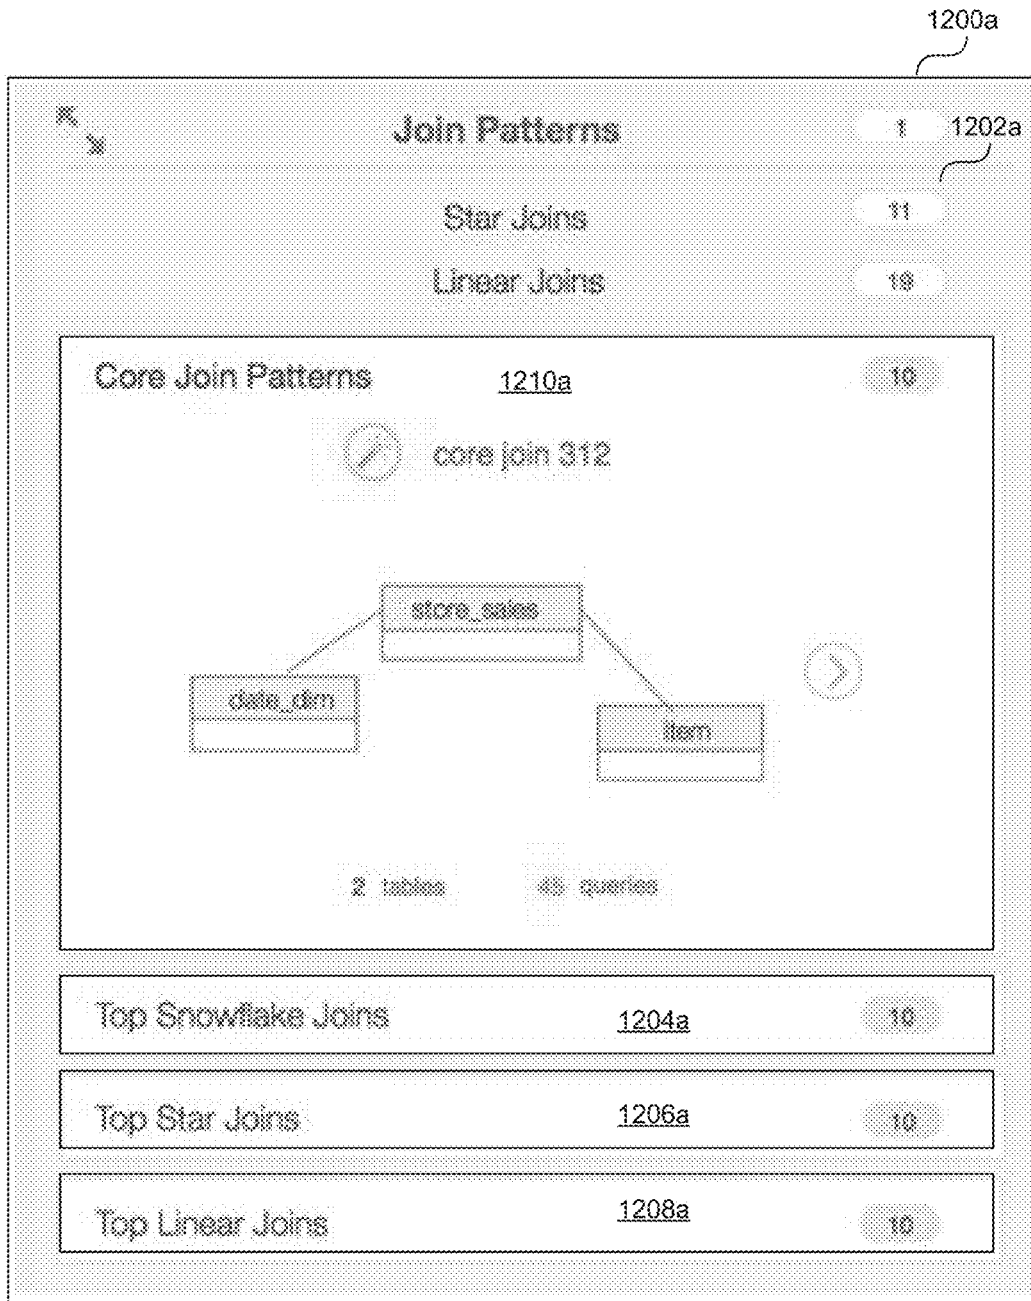 1200a
Join Patterns 1 1202a
Star Joins 11
Linear Joins 19
Core Join Patterns 1210a 10
core join 312
store_sales
date_dim
item
2 tables 45 queries
Top Snowflake Joins 1204a 10
Top Star Joins 1206a 10
Top Linear Joins 1208a 10